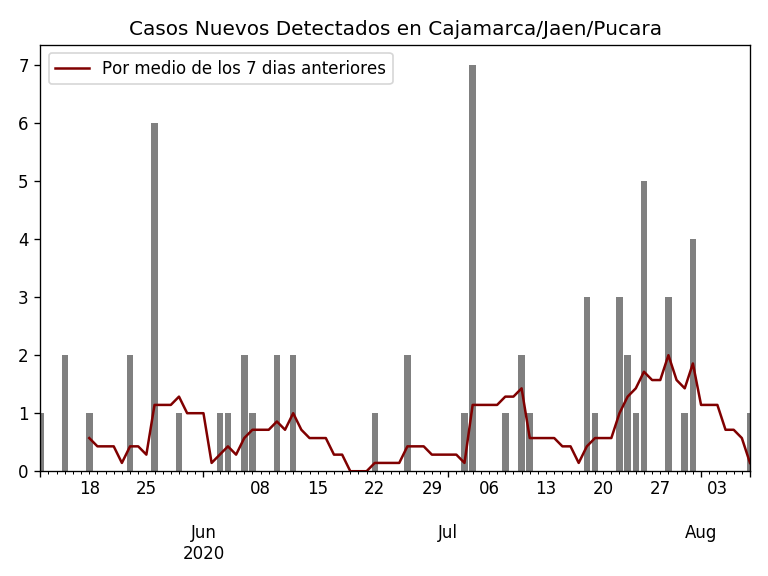 Casos Nuevos Detectados en Cajamarca/Jaen/Pucara
Por medio de los 7 dias anteriores
7
6
5
4
3
2
1
0
18 25 08 15 22 29 06 13 20 27 03
Jun Jul Aug
2020